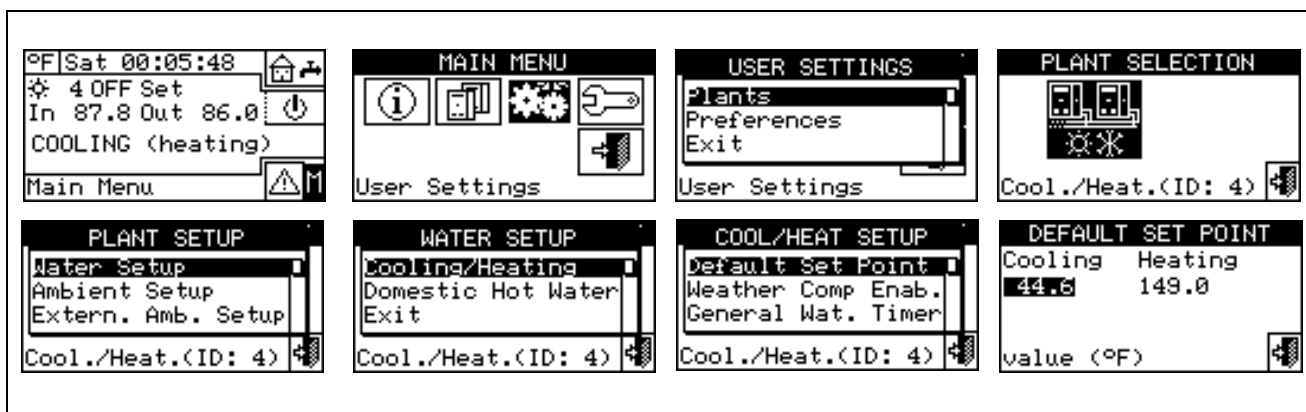 °F Sat 00:05:48
4 OFF Set
In 87.8 Out 86.0
COOLING (heating)
Main Menu M
MAIN MENU
i
User Settings
USER SETTINGS
Plants
Preferences
Exit
User Settings
PLANT SELECTION
Cool./Heat.(ID: 4)
PLANT SETUP
Water Setup
Ambient Setup
Extern. Amb. Setup
Cool./Heat.(ID: 4)
WATER SETUP
Cooling/Heating
Domestic Hot Water
Exit
Cool./Heat.(ID: 4)
COOL/HEAT SETUP
Default Set Point
Weather Comp Enab.
General Wat. Timer
Cool./Heat.(ID: 4)
DEFAULT SET POINT
Cooling Heating
44.6 149.0
value (°F)